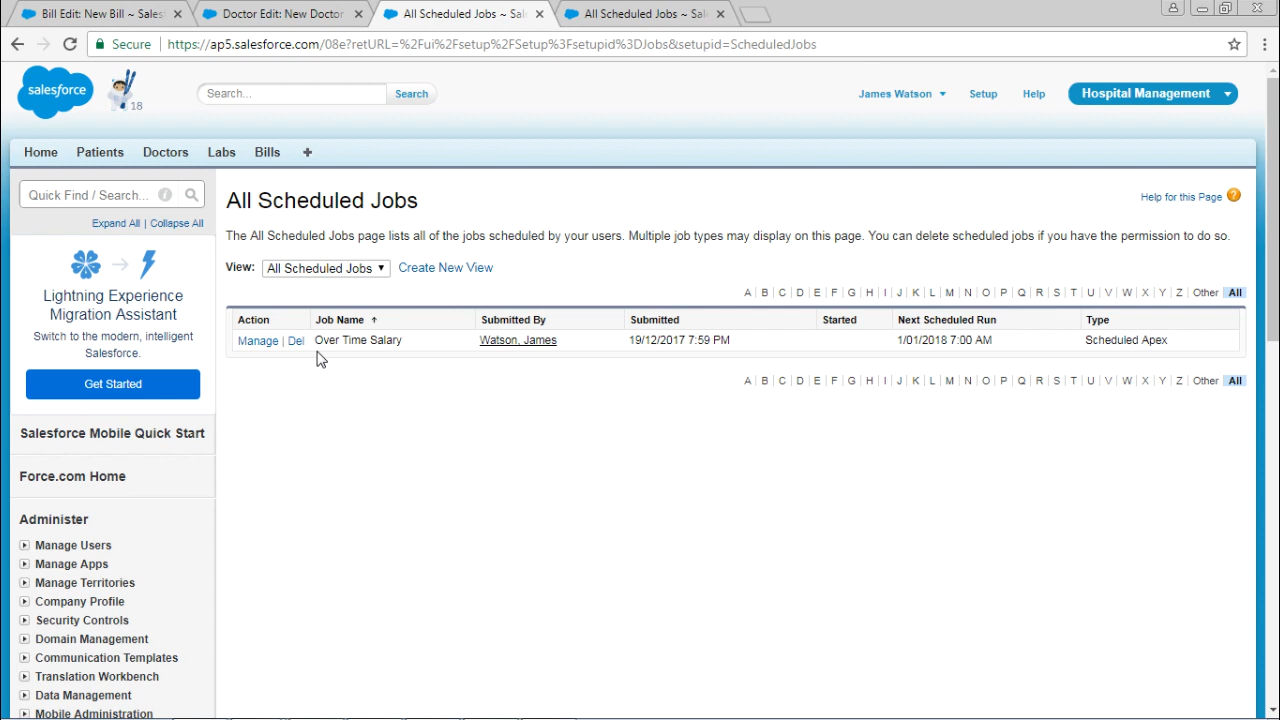 Bill Edit: New Bill ~ Sales
Doctor Edit: New Doctor
All Scheduled Jobs ~ Sal
All Scheduled Jobs ~ Sal
Secure
https://ap5.salesforce.com/08e?retURL=%2Fui%2Fsetup%2FSetup%3Fsetupid%3DJobs&setupid=ScheduledJobs
salesforce
18
Search...
Search
James Watson
Setup
Help
Hospital Management
Home
Patients
Doctors
Labs
Bills
+
Quick Find / Search...
Expand All | Collapse All
Lightning Experience
Migration Assistant
Switch to the modern, intelligent
Salesforce.
Get Started
Salesforce Mobile Quick Start
Force.com Home
Administer
Manage Users
Manage Apps
Manage Territories
Company Profile
Security Controls
Domain Management
Communication Templates
Translation Workbench
Data Management
Mobile Administration
All Scheduled Jobs
Help for this Page ?
The All Scheduled Jobs page lists all of the jobs scheduled by your users. Multiple job types may display on this page. You can delete scheduled jobs if you have the permission to do so.
View: All Scheduled Jobs Create New View
A | B | C | D | E | F | G | H | I | J | K | L | M | N | O | P | Q | R | S | T | U | V | W | X | Y | Z | Other All
Action Job Name Submitted By Submitted Started Next Scheduled Run Type
Manage | Del Over Time Salary Watson, James 19/12/2017 7:59 PM 1/01/2018 7:00 AM Scheduled Apex
A | B | C | D | E | F | G | H | I | J | K | L | M | N | O | P | Q | R | S | T | U | V | W | X | Y | Z | Other All